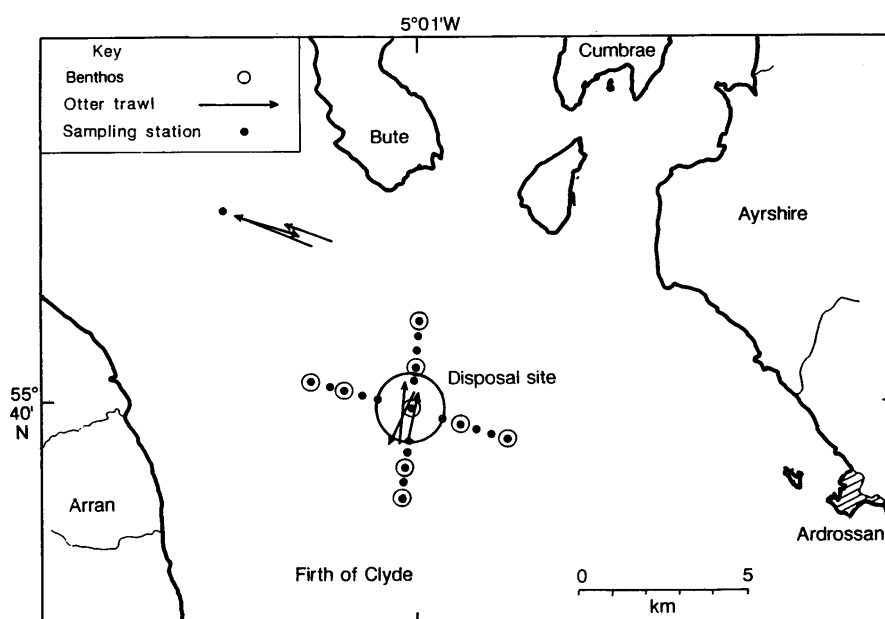 5°01'W
Key
Benthos
Otter trawl
Sampling station
Cumbrae
Bute
Ayrshire
Disposal site
55°
40'
N
Arran
Ardrossan
Firth of Clyde
0 5
km